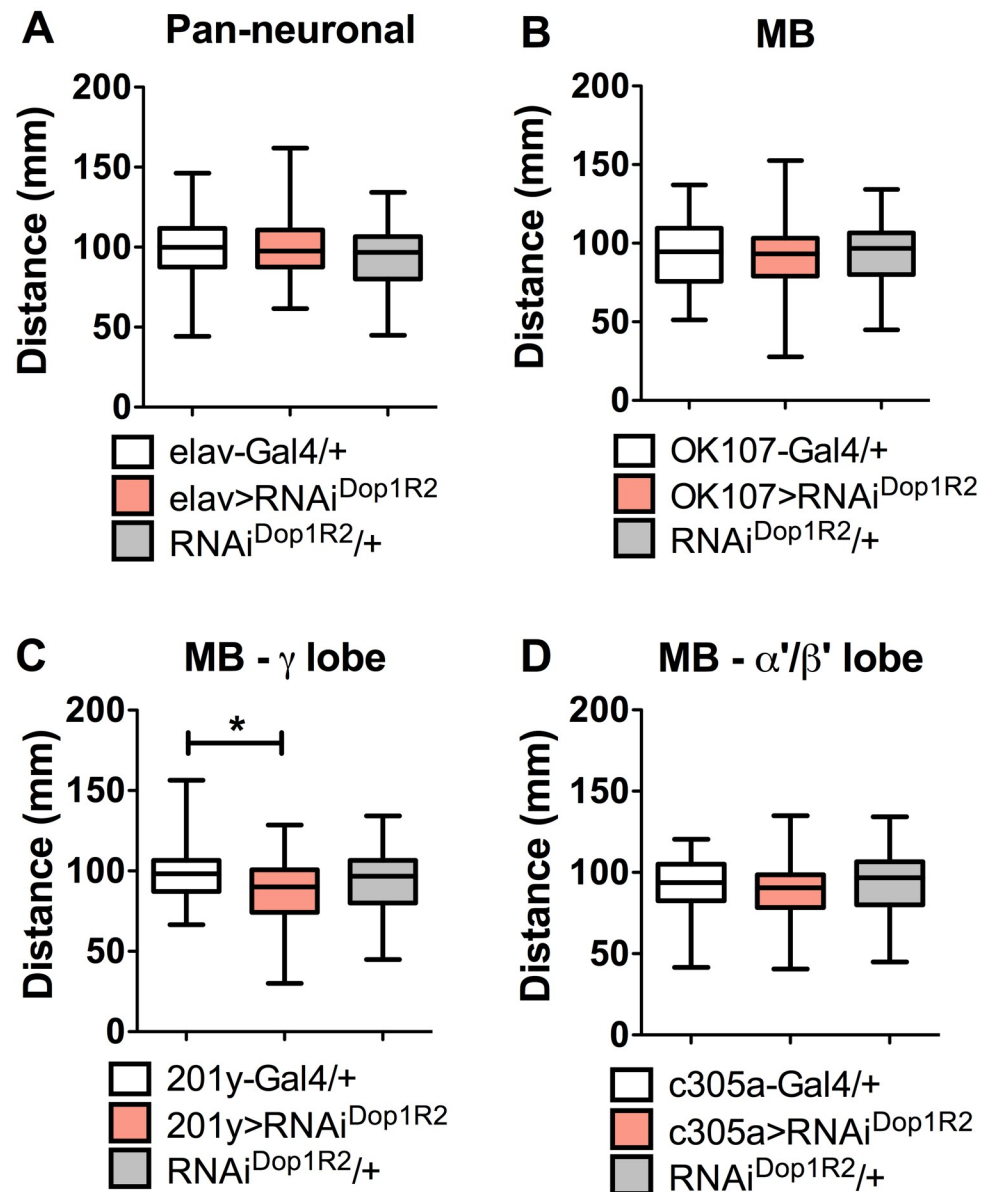 A Pan-neuronal
Distance (mm)
200
150
100
50
0
elav-Gal4/+
elav>RNAi^Dop1R2
RNAi^Dop1R2/+
B MB
Distance (mm)
200
150
100
50
0
OK107-Gal4/+
OK107>RNAi^Dop1R2
RNAi^Dop1R2/+
C MB - γ lobe
Distance (mm)
200
150
100
50
0
*
201y-Gal4/+
201y>RNAi^Dop1R2
RNAi^Dop1R2/+
D MB - α'/β' lobe
Distance (mm)
200
150
100
50
0
c305a-Gal4/+
c305a>RNAi^Dop1R2
RNAi^Dop1R2/+